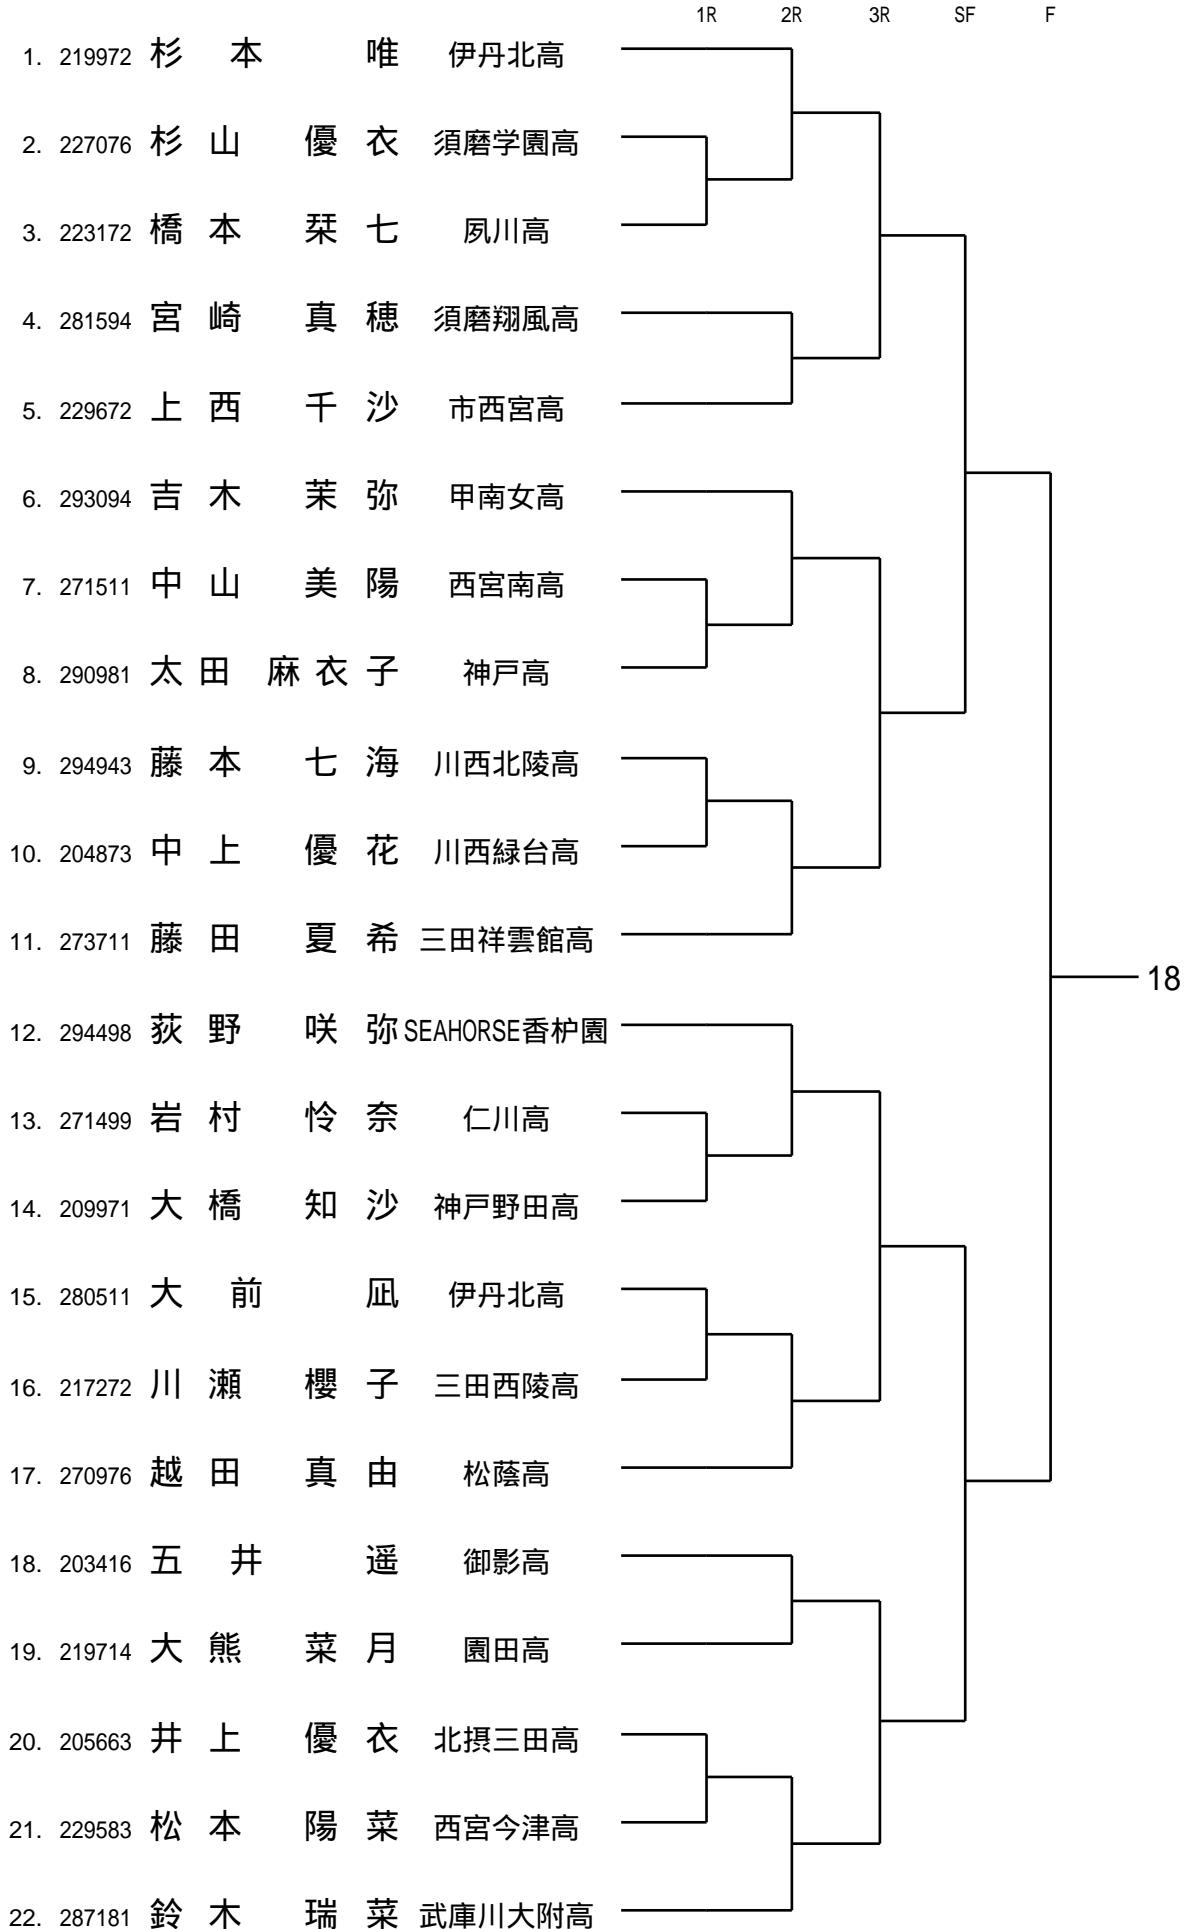 1R 2R 3R SF F
1. 219972 杉 本 唯 伊丹北高
2. 227076 杉 山 優 衣 須磨学園高
3. 223172 橋 本 栞 七 夙川高
4. 281594 宮 崎 真 穂 須磨翔風高
5. 229672 上 西 千 沙 市西宮高
6. 293094 吉 木 茉 弥 甲南女高
7. 271511 中 山 美 陽 西宮南高
8. 290981 太 田 麻 衣 子 神戸高
9. 294943 藤 本 七 海 川西北陵高
10. 204873 中 上 優 花 川西緑台高
11. 273711 藤 田 夏 希 三田祥雲館高
18
12. 294498 荻 野 咲 弥 SEAHORSE香枦園
13. 271499 岩 村 怜 奈 仁川高
14. 209971 大 橋 知 沙 神戸野田高
15. 280511 大 前 凪 伊丹北高
16. 217272 川 瀬 櫻 子 三田西陵高
17. 270976 越 田 真 由 松蔭高
18. 203416 五 井 遥 御影高
19. 219714 大 熊 菜 月 園田高
20. 205663 井 上 優 衣 北摂三田高
21. 229583 松 本 陽 菜 西宮今津高
22. 287181 鈴 木 瑞 菜 武庫川大附高